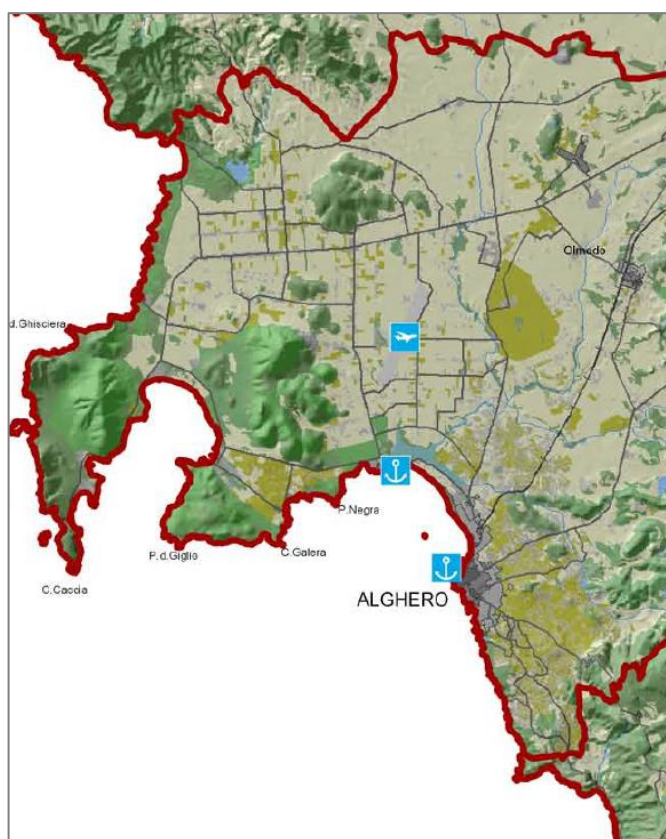 Olmedo
d.Ghisciera
P.Negra
C.Galera
P.d.Giglio
C.Caccia
ALGHERO